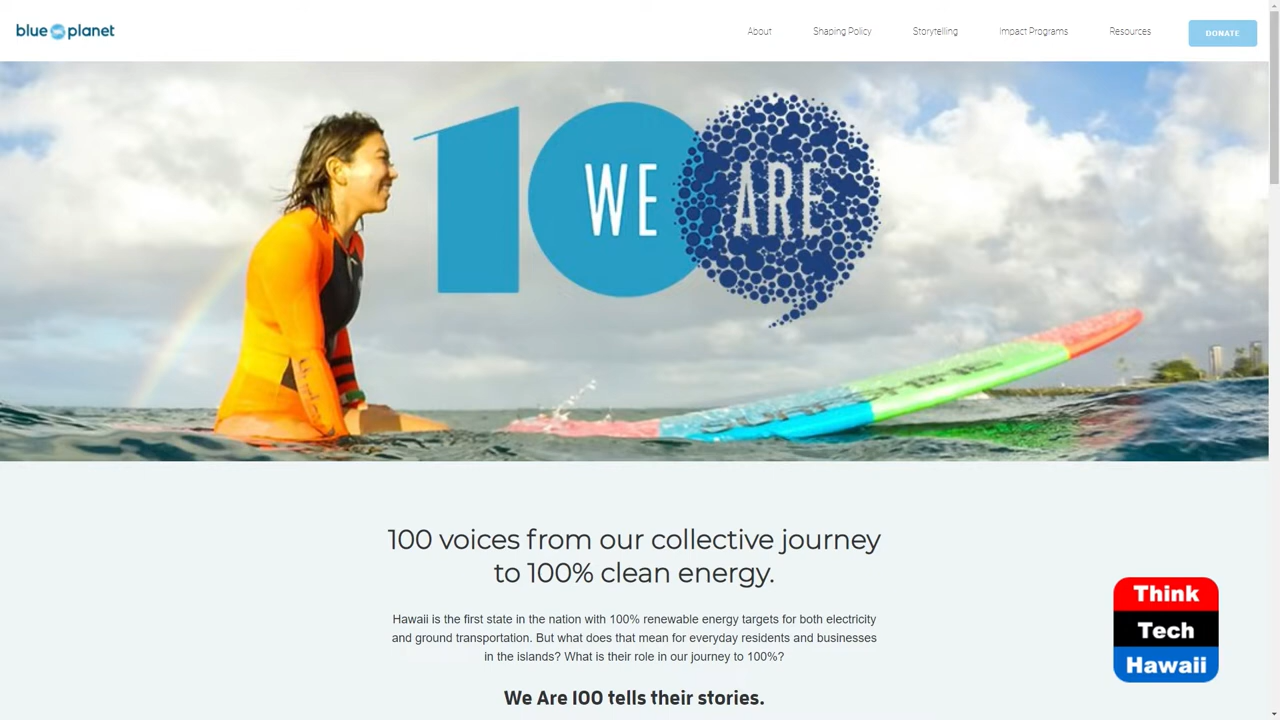 blue planet
About
Shaping Policy
Storytelling
Impact Programs
Resources
DONATE
100
WE ARE
100 voices from our collective journey
to 100% clean energy.
Hawaii is the first state in the nation with 100% renewable energy targets for both electricity
and ground transportation. But what does that mean for everyday residents and businesses
in the islands? What is their role in our journey to 100%?
We Are 100 tells their stories.
Think
Tech
Hawaii